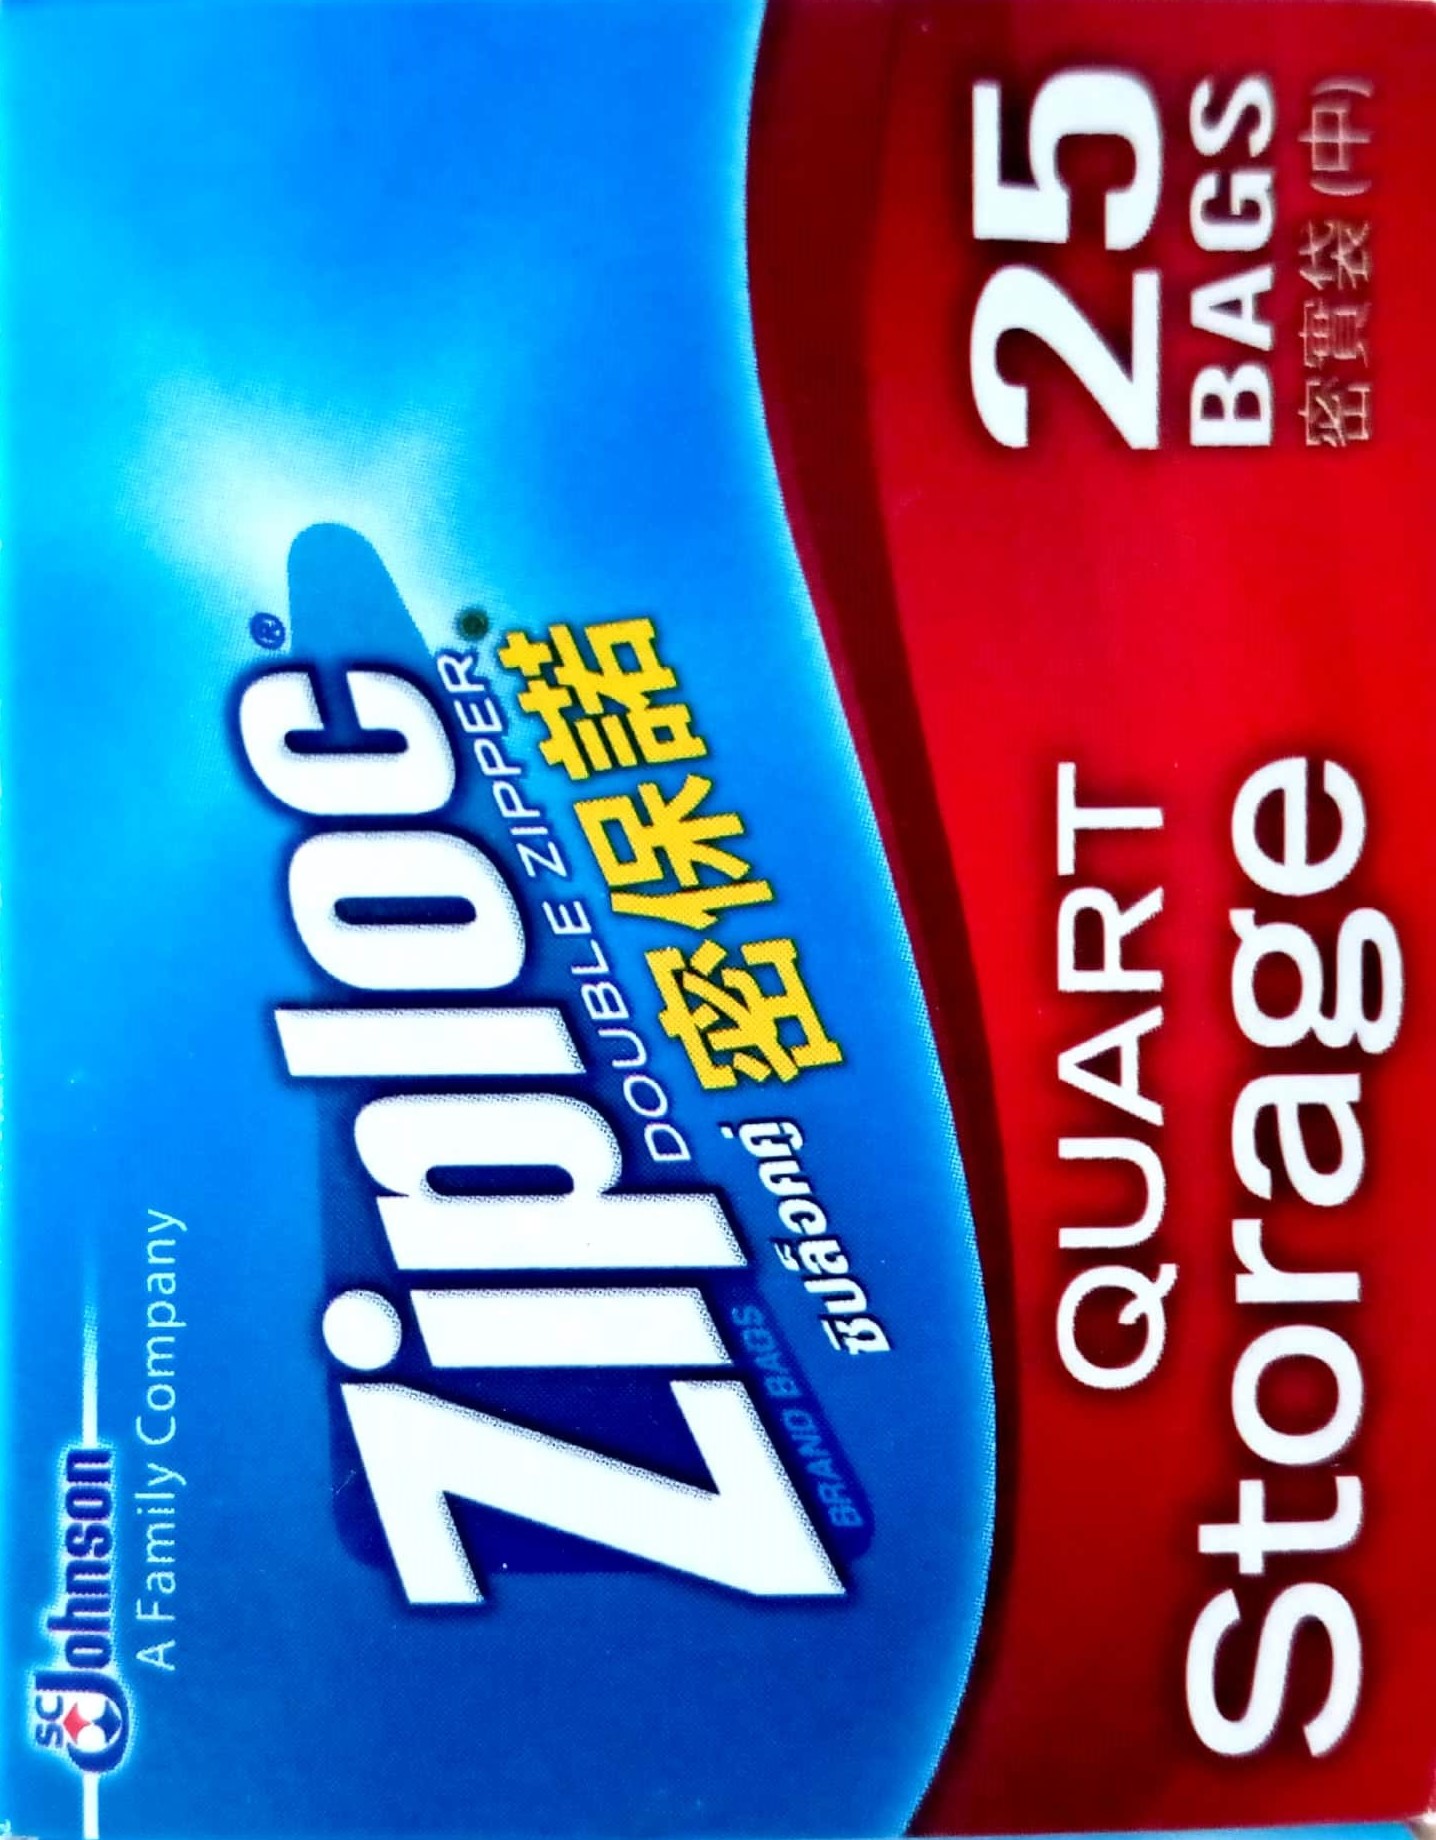 SC Johnson
A Family Company
Ziploc®
DOUBLE ZIPPER
BRAND BAGS
ซิปล็อคคู่ 密保諾
QUART
Storage
25
BAGS
密實袋 (中)